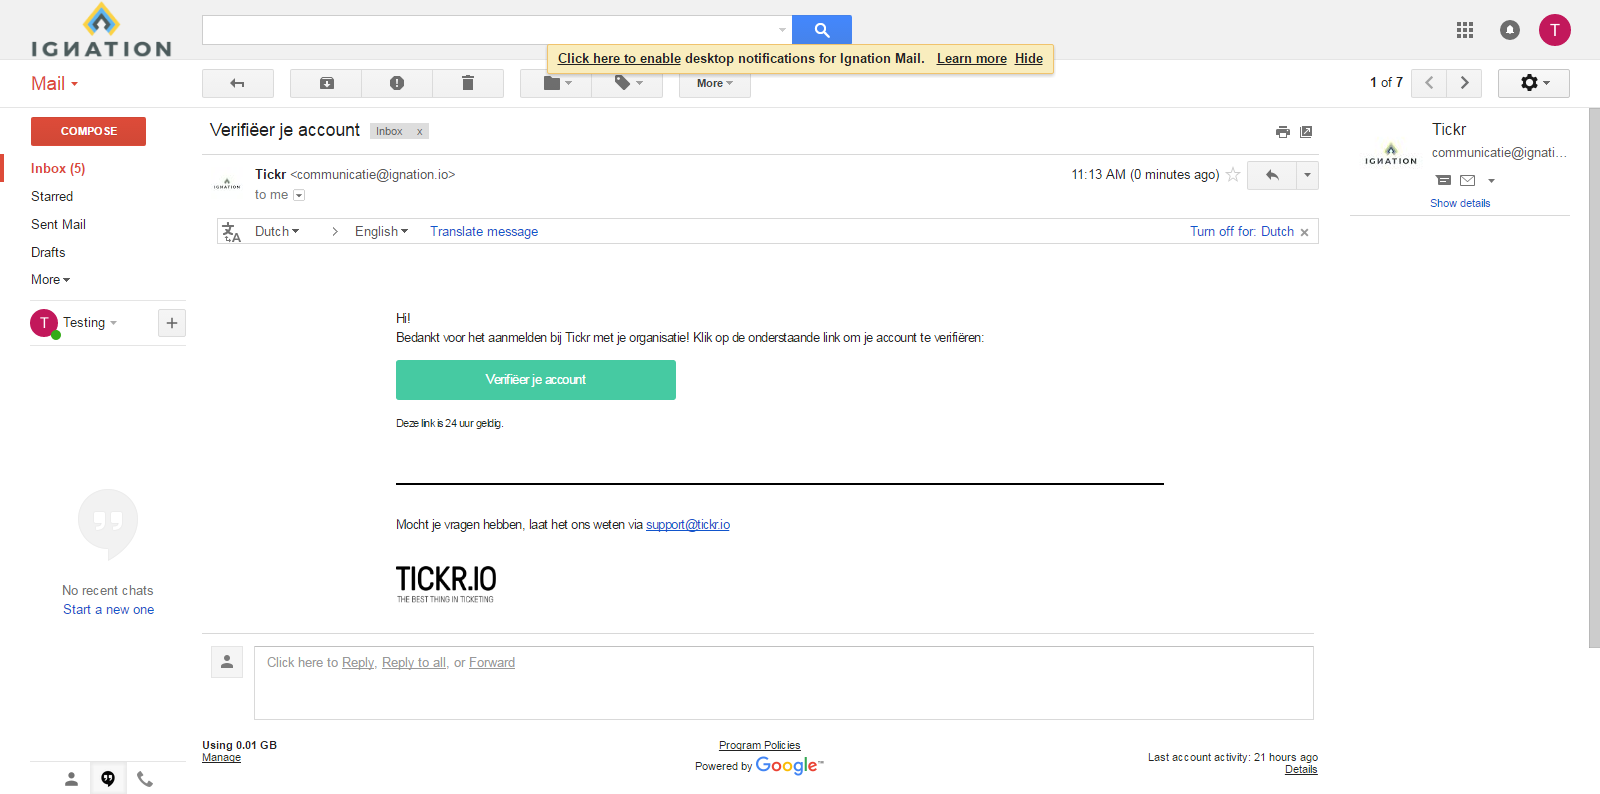 IGNATION
Click here to enable desktop notifications for Ignation Mail. Learn more Hide
T
Mail
More
1 of 7
COMPOSE
Inbox (5)
Starred
Sent Mail
Drafts
More
T Testing
+
No recent chats
Start a new one
Verifiëer je account Inbox x
IGNATION
Tickr <communicatie@ignation.io>
to me
11:13 AM (0 minutes ago)
Dutch > English Translate message
Turn off for: Dutch ×
Hi!
Bedankt voor het aanmelden bij Tickr met je organisatie! Klik op de onderstaande link om je account te verifiëren:
Verifiëer je account
Deze link is 24 uur geldig.
Mocht je vragen hebben, laat het ons weten via support@tickr.io
TICKR.IO
THE BEST THING IN TICKETING
Click here to Reply, Reply to all, or Forward
Using 0.01 GB
Manage
Program Policies
Powered by Google™
Last account activity: 21 hours ago
Details
IGNATION
Tickr
communicatie@ignati...
Show details